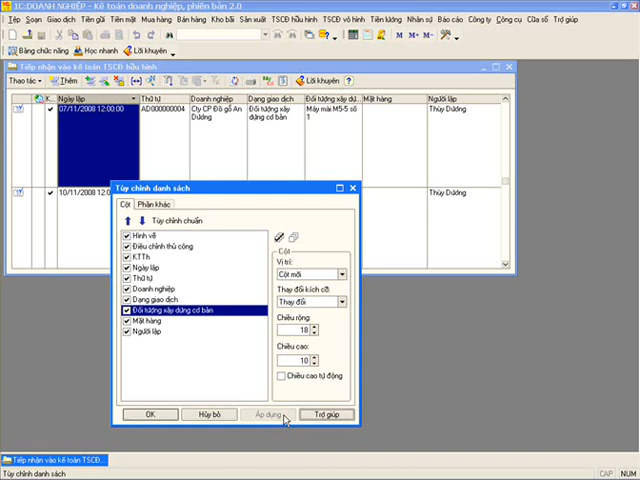 1C:DOANH NGHIỆP - Kế toán doanh nghiệp, phiên bản 2.0
Tệp Soạn Giao dịch Tiền gửi Tiền mặt Mua hàng Bán hàng Kho bãi Sản xuất TSCĐ hữu hình TSCĐ vô hình Tiền lương Nhân sự Báo cáo Công ty Công cụ Cửa sổ Trợ giúp
M M+ M-
Bảng chức năng Học nhanh Lời khuyên
Tiếp nhận vào kế toán TSCĐ hữu hình
Thao tác Thêm Lời khuyên
K... Ngày lập Thứ tự Doanh nghiệp Dạng giao dịch Đối tượng xây dự... Mặt hàng Người lập
07/11/2008 12:00:00 AD000000004 Cty CP Đồ gỗ An Dương Đối tượng xây dựng cơ bản Máy mài M5-5 số 1 Thùy Dương
10/11/2008 12:0 Thùy Dương
Tùy chỉnh danh sách
Cột Phần khác
Tùy chỉnh chuẩn
Hình vẽ
Điều chỉnh thủ công
KTTh
Ngày lập
Thứ tự
Doanh nghiệp
Dạng giao dịch
Đối tượng xây dựng cơ bản
Mặt hàng
Người lập
Cột
Vị trí:
Cột mới
Thay đổi kích cỡ:
Thay đổi
Chiều rộng:
18
Chiều cao:
10
Chiều cao tự động
OK Hủy bỏ Áp dụng Trợ giúp
Tiếp nhận vào kế toán TSCĐ...
Tùy chỉnh danh sách CAP NUM